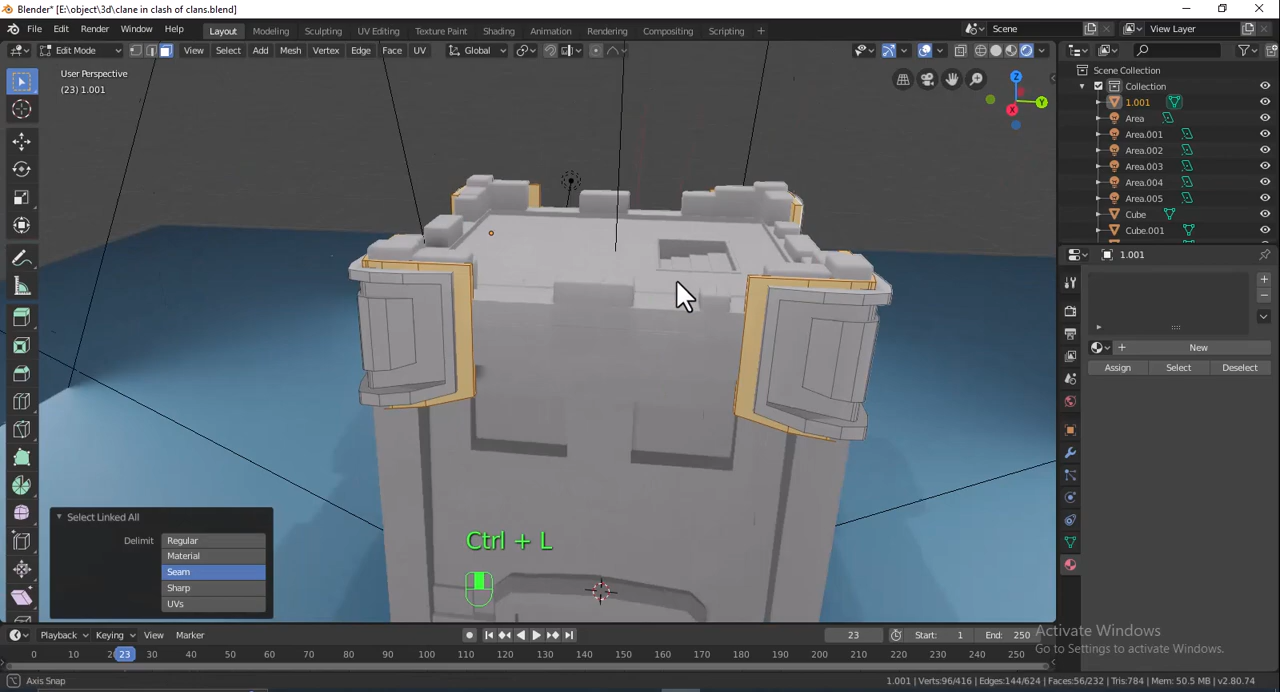 Blender* [E:\object\3d\clane in clash of clans.blend]
File Edit Render Window Help Layout Modeling Sculpting UV Editing Texture Paint Shading Animation Rendering Compositing Scripting Scene View Layer
Edit Mode View Select Add Mesh Vertex Edge Face UV Global
User Perspective
(23) 1.001
Z
Y
X
Scene Collection
Collection
1.001
Area
Area.001
Area.002
Area.003
Area.004
Area.005
Cube
Cube.001
1.001
New
Assign Select Deselect
Select Linked All
Delimit Regular
Material
Seam
Sharp
UVs
Ctrl + L
Playback Keying View Marker 23 Start: 1 End: 250
Activate Windows
Go to Settings to activate Windows.
0 10 23 30 40 50 60 70 80 90 100 110 120 130 140 150 160 170 180 190 200 210 220 230 240 250
Axis Snap
1.001 | Verts:96/416 | Edges:144/624 | Faces:56/232 | Tris:784 | Mem: 50.5 MB | v2.80.74